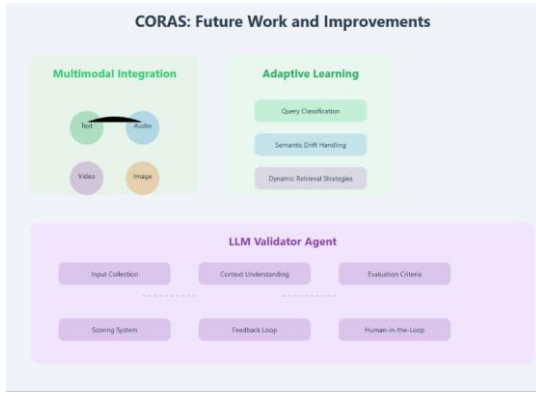 CORAS: Future Work and Improvements
Multimodal Integration
Text
Audio
Video
Image
Adaptive Learning
Query Classification
Semantic Drift Handling
Dynamic Retrieval Strategies
LLM Validator Agent
Input Collection
Context Understanding
Evaluation Criteria
Scoring System
Feedback Loop
Human-in-the-Loop